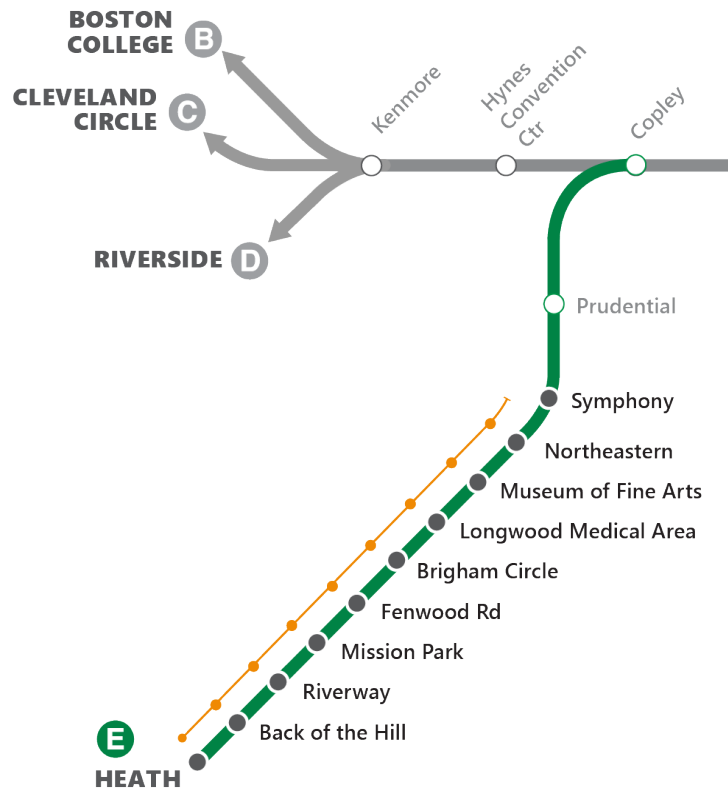 BOSTON
COLLEGE
B
CLEVELAND
CIRCLE
C
RIVERSIDE
D
Kenmore
Hynes
Convention
Ctr
Copley
Prudential
Symphony
Northeastern
Museum of Fine Arts
Longwood Medical Area
Brigham Circle
Fenwood Rd
Mission Park
Riverway
Back of the Hill
E
HEATH